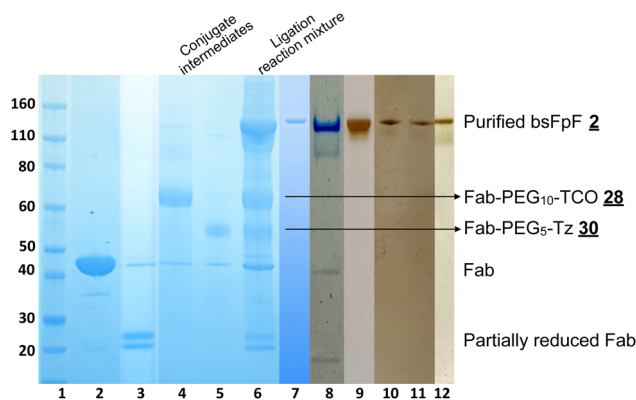 Conjugate
intermediates
Ligation
reaction mixture
160
110
80
60
50
40
30
20
Purified bsFpF 2
Fab-PEG₁₀-TCO 28
Fab-PEG₅-Tz 30
Fab
Partially reduced Fab
1 2 3 4 5 6 7 8 9 10 11 12